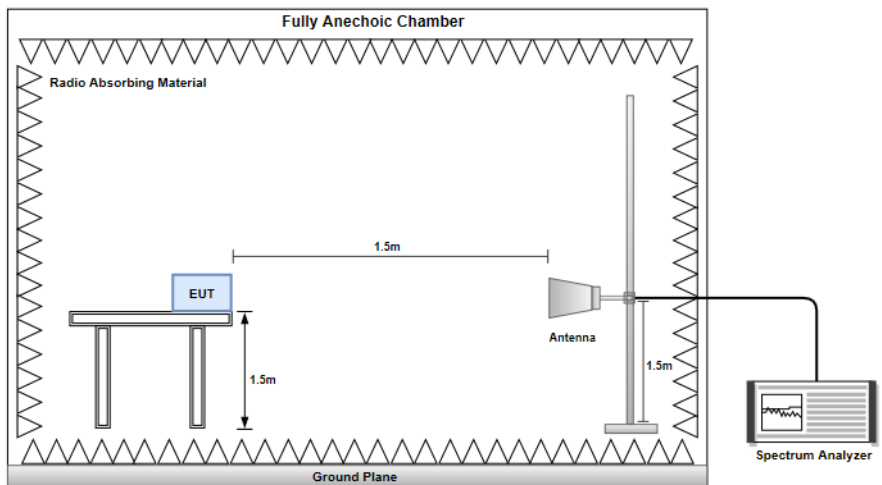 Fully Anechoic Chamber
Radio Absorbing Material
1.5m
EUT
Antenna
1.5m
1.5m
Spectrum Analyzer
Ground Plane